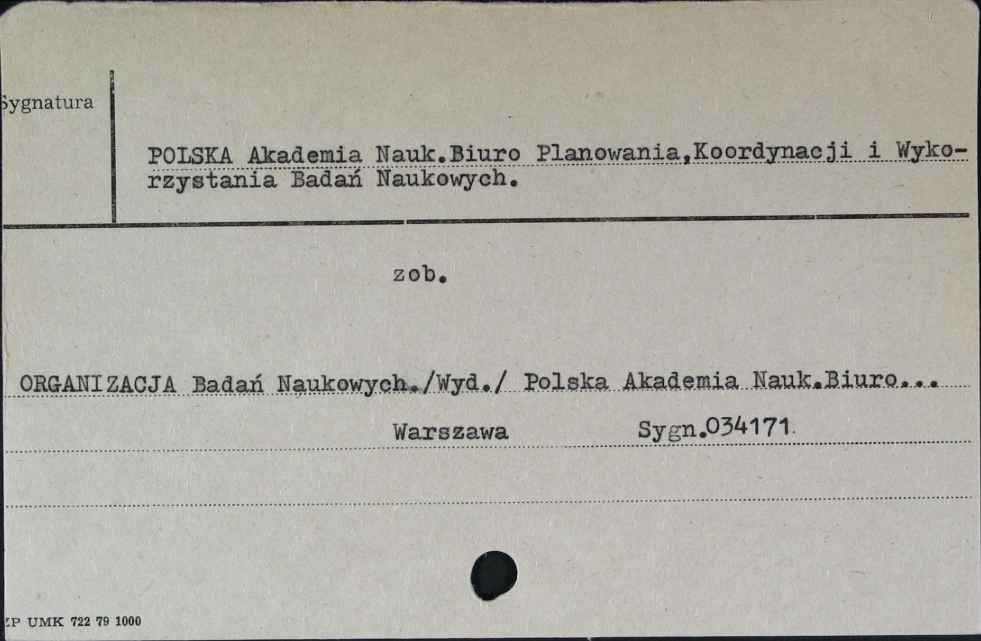 Sygnatura
POLSKA Akademia Nauk.Biuro Planowania,Koordynacji i Wyko-
rzystania Badań Naukowych.
zob.
ORGANIZACJA Badań Naukowych./Wyd./ Polska Akademia Nauk.Biuro...
Warszawa Sygn.034171
ZP UMK 722 79 1000